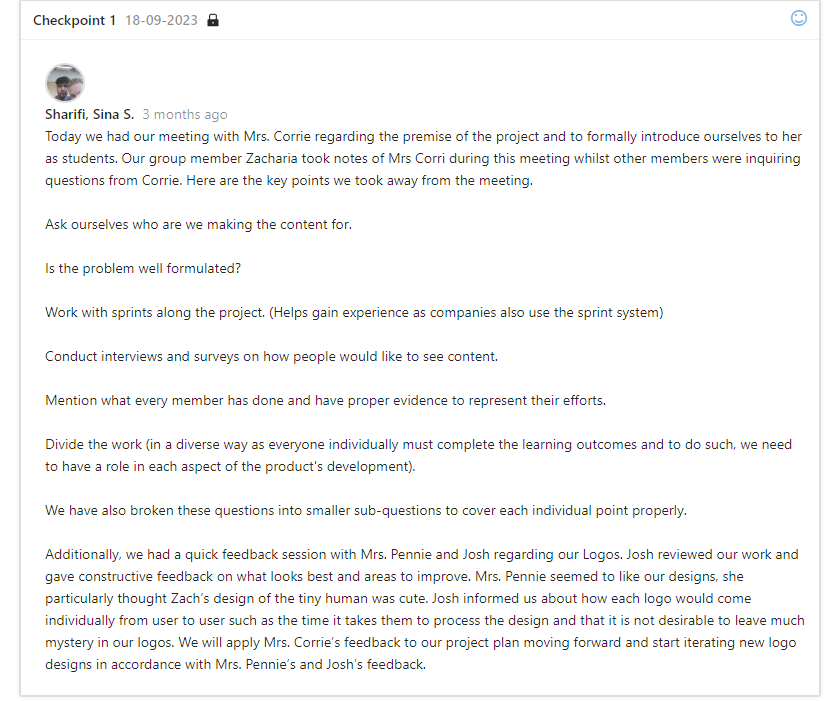 Checkpoint 1 18-09-2023
Sharifi, Sina S. 3 months ago
Today we had our meeting with Mrs. Corrie regarding the premise of the project and to formally introduce ourselves to her
as students. Our group member Zacharia took notes of Mrs Corri during this meeting whilst other members were inquiring
questions from Corrie. Here are the key points we took away from the meeting.
Ask ourselves who are we making the content for.
Is the problem well formulated?
Work with sprints along the project. (Helps gain experience as companies also use the sprint system)
Conduct interviews and surveys on how people would like to see content.
Mention what every member has done and have proper evidence to represent their efforts.
Divide the work (in a diverse way as everyone individually must complete the learning outcomes and to do such, we need
to have a role in each aspect of the product's development).
We have also broken these questions into smaller sub-questions to cover each individual point properly.
Additionally, we had a quick feedback session with Mrs. Pennie and Josh regarding our Logos. Josh reviewed our work and
gave constructive feedback on what looks best and areas to improve. Mrs. Pennie seemed to like our designs, she
particularly thought Zach's design of the tiny human was cute. Josh informed us about how each logo would come
individually from user to user such as the time it takes them to process the design and that it is not desirable to leave much
mystery in our logos. We will apply Mrs. Corrie's feedback to our project plan moving forward and start iterating new logo
designs in accordance with Mrs. Pennie's and Josh's feedback.